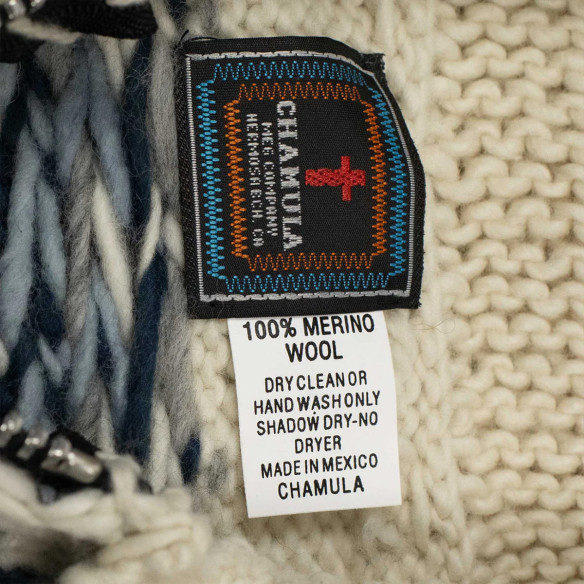 CHAMULA
MFG COMPANY
HERMOSA BCH, CA
100% MERINO
WOOL
DRY CLEAN OR
HAND WASH ONLY
SHADOW DRY-NO
DRYER
MADE IN MEXICO
CHAMULA